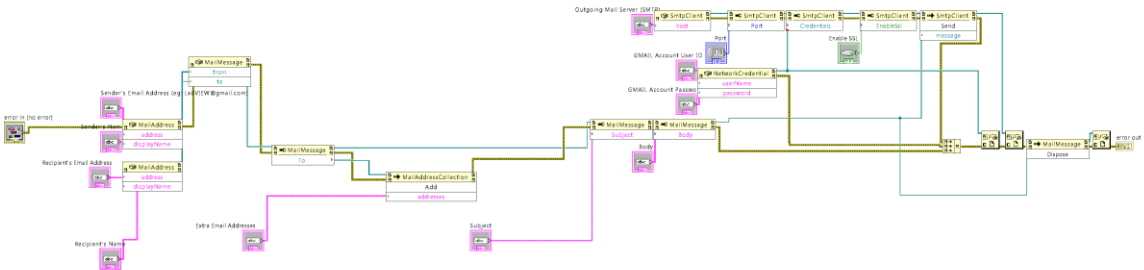 Outgoing Mail Server (SMTP)
SmtpClient
host
SmtpClient
Port
SmtpClient
Credentials
SmtpClient
EnableSsl
SmtpClient
Send
message
Port
Enable SSL
GMAIL Account User ID
NetworkCredential
userName
password
GMAIL Account Passwo
MailMessage
from
to
Sender's Email Address (eg: LabVIEW@gmail.com)
error in (no error)
Sender's Nam
MailAddress
address
displayName
Recipient's Email Address
MailAddress
address
displayName
Recipient's Name
MailMessage
To
MailAddressCollection
Add
addresses
Extra Email Addresses
Subject
MailMessage
Subject
MailMessage
Body
Body
MailMessage
Dispose
error out